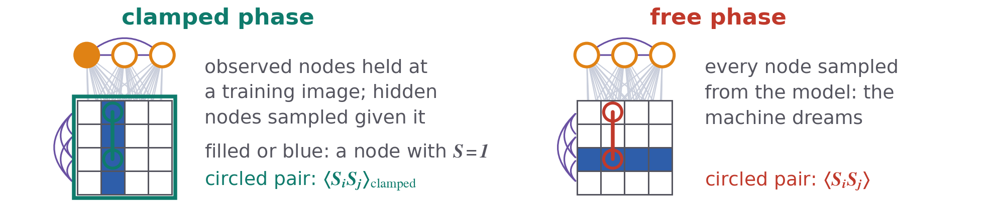 clamped phase
observed nodes held at
a training image; hidden
nodes sampled given it
filled or blue: a node with S=1
circled pair: ⟨SᵢSⱼ⟩clamped
free phase
every node sampled
from the model: the
machine dreams
circled pair: ⟨SᵢSⱼ⟩